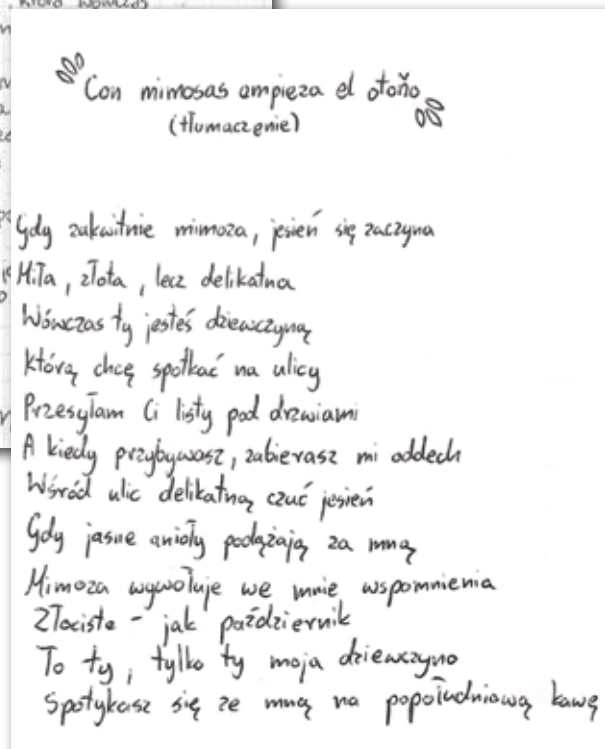 Con mimosas ampieza el otoño
(tłumaczenie)
Gdy zakwitnie mimoza, jesień się zaczyna
Miła, złota, lecz delikatna
Wówczas ty jesteś dziewczyną
Którą chcę spotkać na ulicy
Przesyłam Ci listy pod drzwiami
A kiedy przybywasz, zabierasz mi oddech
Wśród ulic delikatną czuć jesień
Gdy jasne anioły podążają za mną
Mimoza wywołuje we mnie wspomnienia
Złociste - jak październik
To ty, tylko ty moja dziewczyno
Spotykasz się ze mną na popołudniową kawę